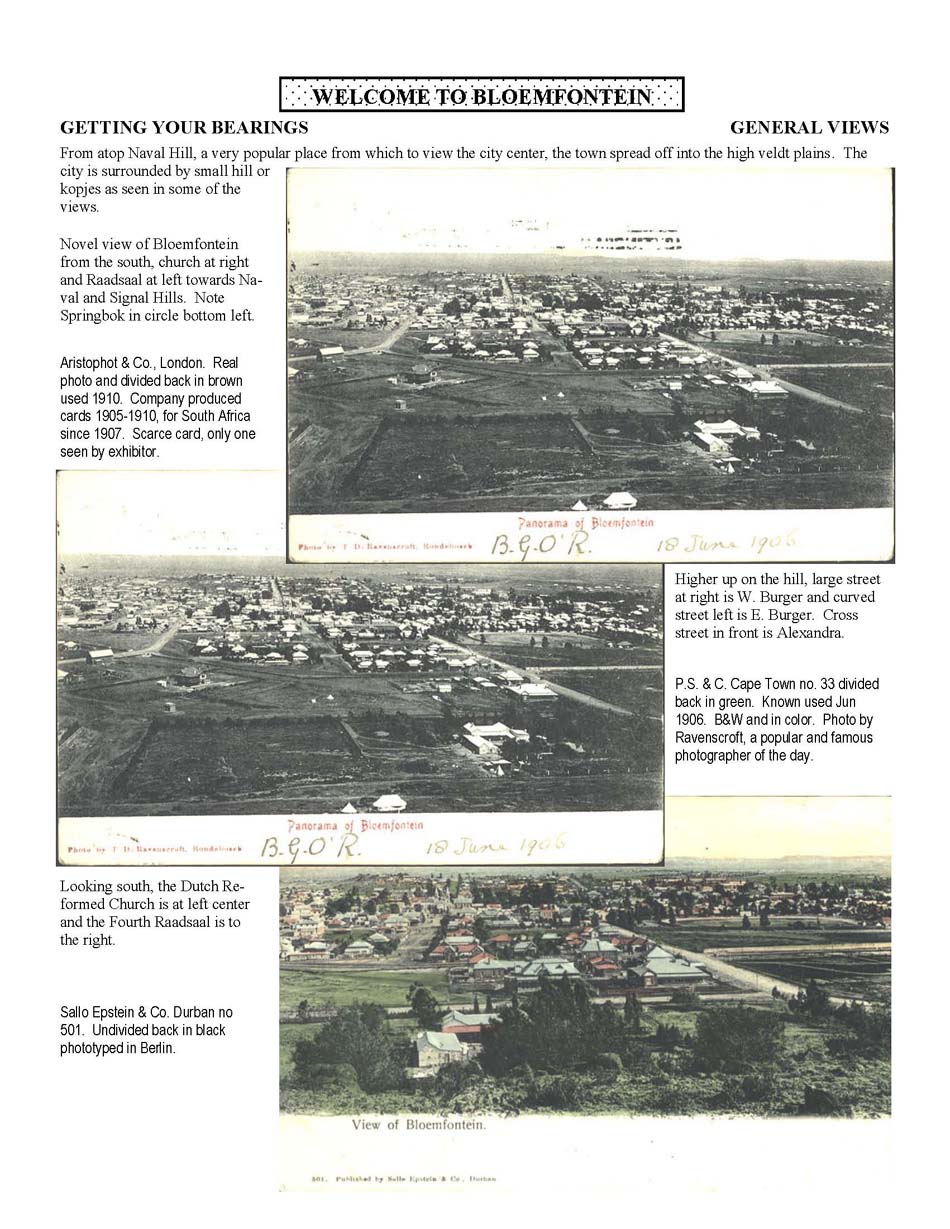 WELCOME TO BLOEMFONTEIN
GETTING YOUR BEARINGS
GENERAL VIEWS
From atop Naval Hill, a very popular place from which to view the city center, the town spread off into the high veldt plains. The
city is surrounded by small hill or
kopjes as seen in some of the
views.
Novel view of Bloemfontein
from the south, church at right
and Raadsaal at left towards Na-
val and Signal Hills. Note
Springbok in circle bottom left.
Aristophot & Co., London. Real
photo and divided back in brown
used 1910. Company produced
cards 1905-1910, for South Africa
since 1907. Scarce card, only one
seen by exhibitor.
Panorama of Bloemfontein
Photo by T. D. Ravenscroft, Rondebosch
B.G.O'R. 18 June 1906
Higher up on the hill, large street
at right is W. Burger and curved
street left is E. Burger. Cross
street in front is Alexandra.
P.S. & C. Cape Town no. 33 divided
back in green. Known used Jun
1906. B&W and in color. Photo by
Ravenscroft, a popular and famous
photographer of the day.
Panorama of Bloemfontein
Photo by T. D. Ravenscroft, Rondebosch
B.G.O'R. 18 June 1906
Looking south, the Dutch Re-
formed Church is at left center
and the Fourth Raadsaal is to
the right.
Sallo Epstein & Co. Durban no
501. Undivided back in black
phototyped in Berlin.
View of Bloemfontein.
501. Published by Sallo Epstein & Co., Durban